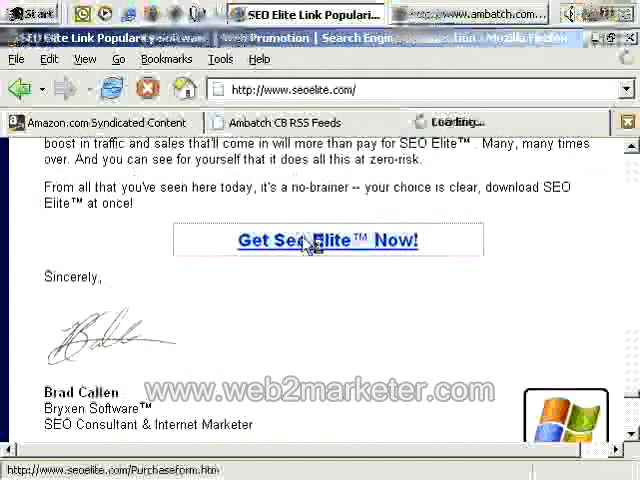 Start
SEO Elite Link Populari...
http://www.ambatch.com...
SEO Elite Link Popularity Software
Web Promotion | Search Engine
Mozilla Firefox
File Edit View Go Bookmarks Tools Help
http://www.seoelite.com/
Amazon.com Syndicated Content
Ambatch CB RSS Feeds
Loading...
boost in traffic and sales that'll come in will more than pay for SEO Elite™ . Many, many times
over. And you can see for yourself that it does all this at zero-risk.
From all that you've seen here today, it's a no-brainer -- your choice is clear, download SEO
Elite™ at once!
Get Seo Elite™ Now!
Sincerely,
Brad Callen
www.web2marketer.com
Bryxen Software™
SEO Consultant & Internet Marketer
http://www.seoelite.com/Purchaseform.htm